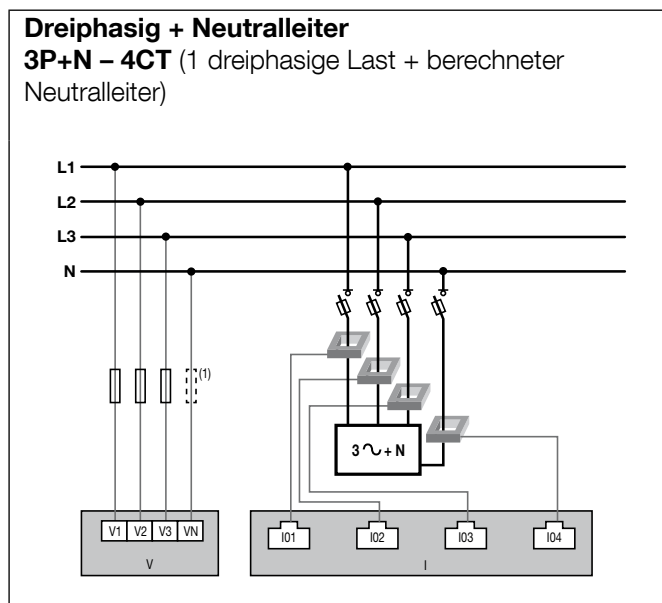 Dreiphasig + Neutralleiter
3P+N – 4CT (1 dreiphasige Last + berechneter
Neutralleiter)
L1
L2
L3
N
(1)
3 ∿ + N
V1 V2 V3 VN
I01 I02 I03 I04
V
I